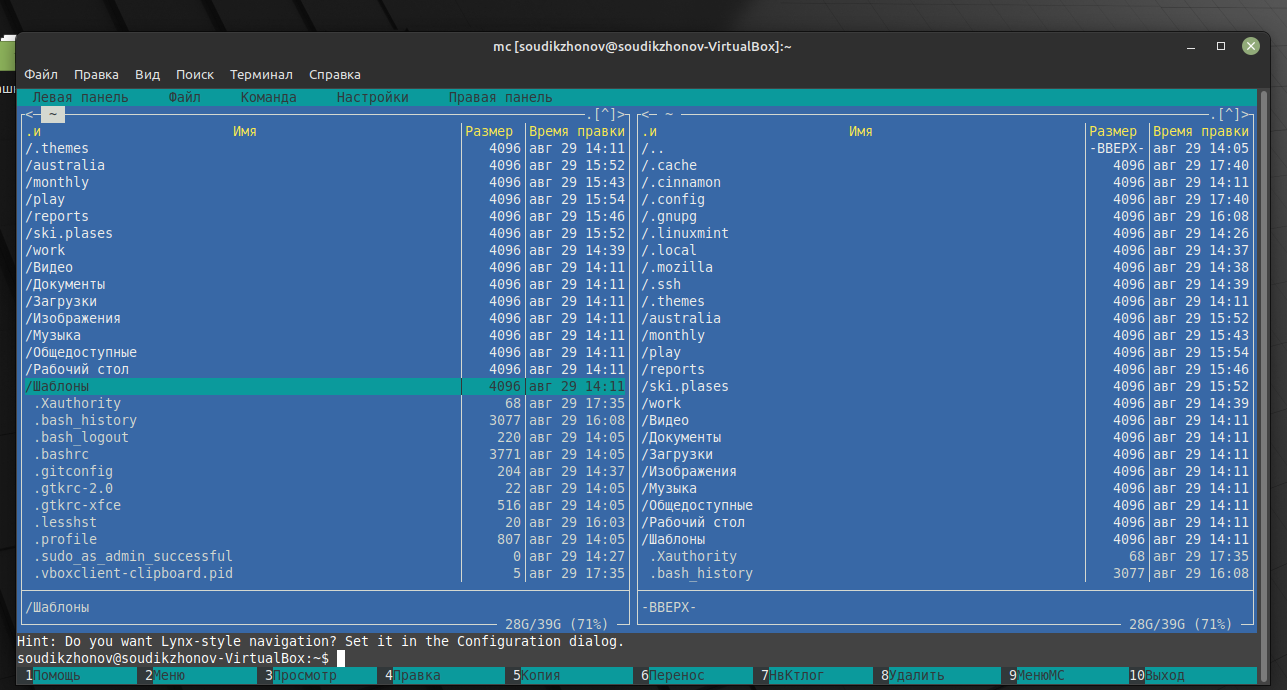 mc [soudikzhonov@soudikzhonov-VirtualBox]:~
Файл Правка Вид Поиск Терминал Справка
Левая панель Файл Команда Настройки Правая панель
<─ ~ .[^]>
.и Имя Размер Время правки
/.themes 4096 авг 29 14:11
/australia 4096 авг 29 15:52
/monthly 4096 авг 29 15:43
/play 4096 авг 29 15:54
/reports 4096 авг 29 15:46
/ski.plases 4096 авг 29 15:52
/work 4096 авг 29 14:39
/Видео 4096 авг 29 14:11
/Документы 4096 авг 29 14:11
/Загрузки 4096 авг 29 14:11
/Изображения 4096 авг 29 14:11
/Музыка 4096 авг 29 14:11
/Общедоступные 4096 авг 29 14:11
/Рабочий стол 4096 авг 29 14:11
/Шаблоны 4096 авг 29 14:11
.Xauthority 68 авг 29 17:35
.bash_history 3077 авг 29 16:08
.bash_logout 220 авг 29 14:05
.bashrc 3771 авг 29 14:05
.gitconfig 204 авг 29 14:37
.gtkrc-2.0 22 авг 29 14:05
.gtkrc-xfce 516 авг 29 14:05
.lesshst 20 авг 29 16:03
.profile 807 авг 29 14:05
.sudo_as_admin_successful 0 авг 29 14:27
.vboxclient-clipboard.pid 5 авг 29 17:35
/Шаблоны
28G/39G (71%)
<─ ~ .[^]>
.и Имя Размер Время правки
/.. -ВВЕРХ- авг 29 14:05
/.cache 4096 авг 29 17:40
/.cinnamon 4096 авг 29 14:11
/.config 4096 авг 29 17:40
/.gnupg 4096 авг 29 16:08
/.linuxmint 4096 авг 29 14:26
/.local 4096 авг 29 14:37
/.mozilla 4096 авг 29 14:38
/.ssh 4096 авг 29 14:39
/.themes 4096 авг 29 14:11
/australia 4096 авг 29 15:52
/monthly 4096 авг 29 15:43
/play 4096 авг 29 15:54
/reports 4096 авг 29 15:46
/ski.plases 4096 авг 29 15:52
/work 4096 авг 29 14:39
/Видео 4096 авг 29 14:11
/Документы 4096 авг 29 14:11
/Загрузки 4096 авг 29 14:11
/Изображения 4096 авг 29 14:11
/Музыка 4096 авг 29 14:11
/Общедоступные 4096 авг 29 14:11
/Рабочий стол 4096 авг 29 14:11
/Шаблоны 4096 авг 29 14:11
.Xauthority 68 авг 29 17:35
.bash_history 3077 авг 29 16:08
-ВВЕРХ-
28G/39G (71%)
Hint: Do you want Lynx-style navigation? Set it in the Configuration dialog.
soudikzhonov@soudikzhonov-VirtualBox:~$
1Помощь 2Меню 3Просмотр 4Правка 5Копия 6Перенос 7НвКтлог 8Удалить 9МенюМС 10Выход